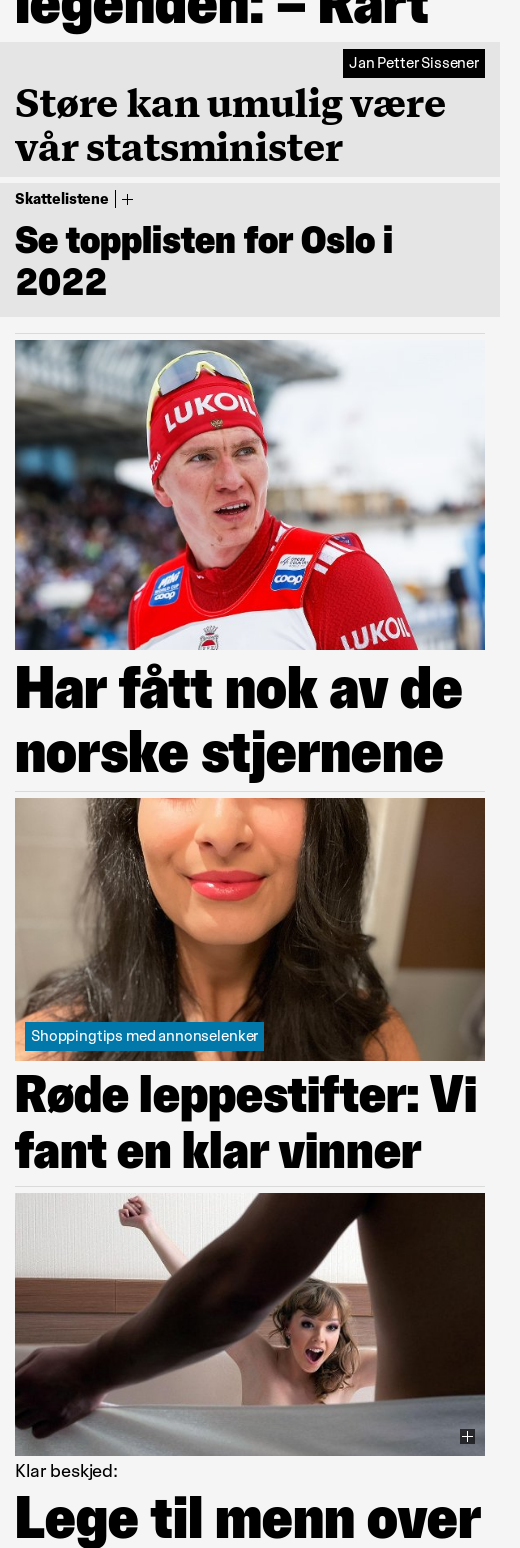 legenden: – Rart
Jan Petter Sissener
Støre kan umulig være
vår statsminister
Skattelistene | +
Se topplisten for Oslo i
2022
LUKOIL
coop
coop
LUKOIL
Har fått nok av de
norske stjernene
Shoppingtips med annonselenker
Røde leppestifter: Vi
fant en klar vinner
+
Klar beskjed:
Lege til menn over